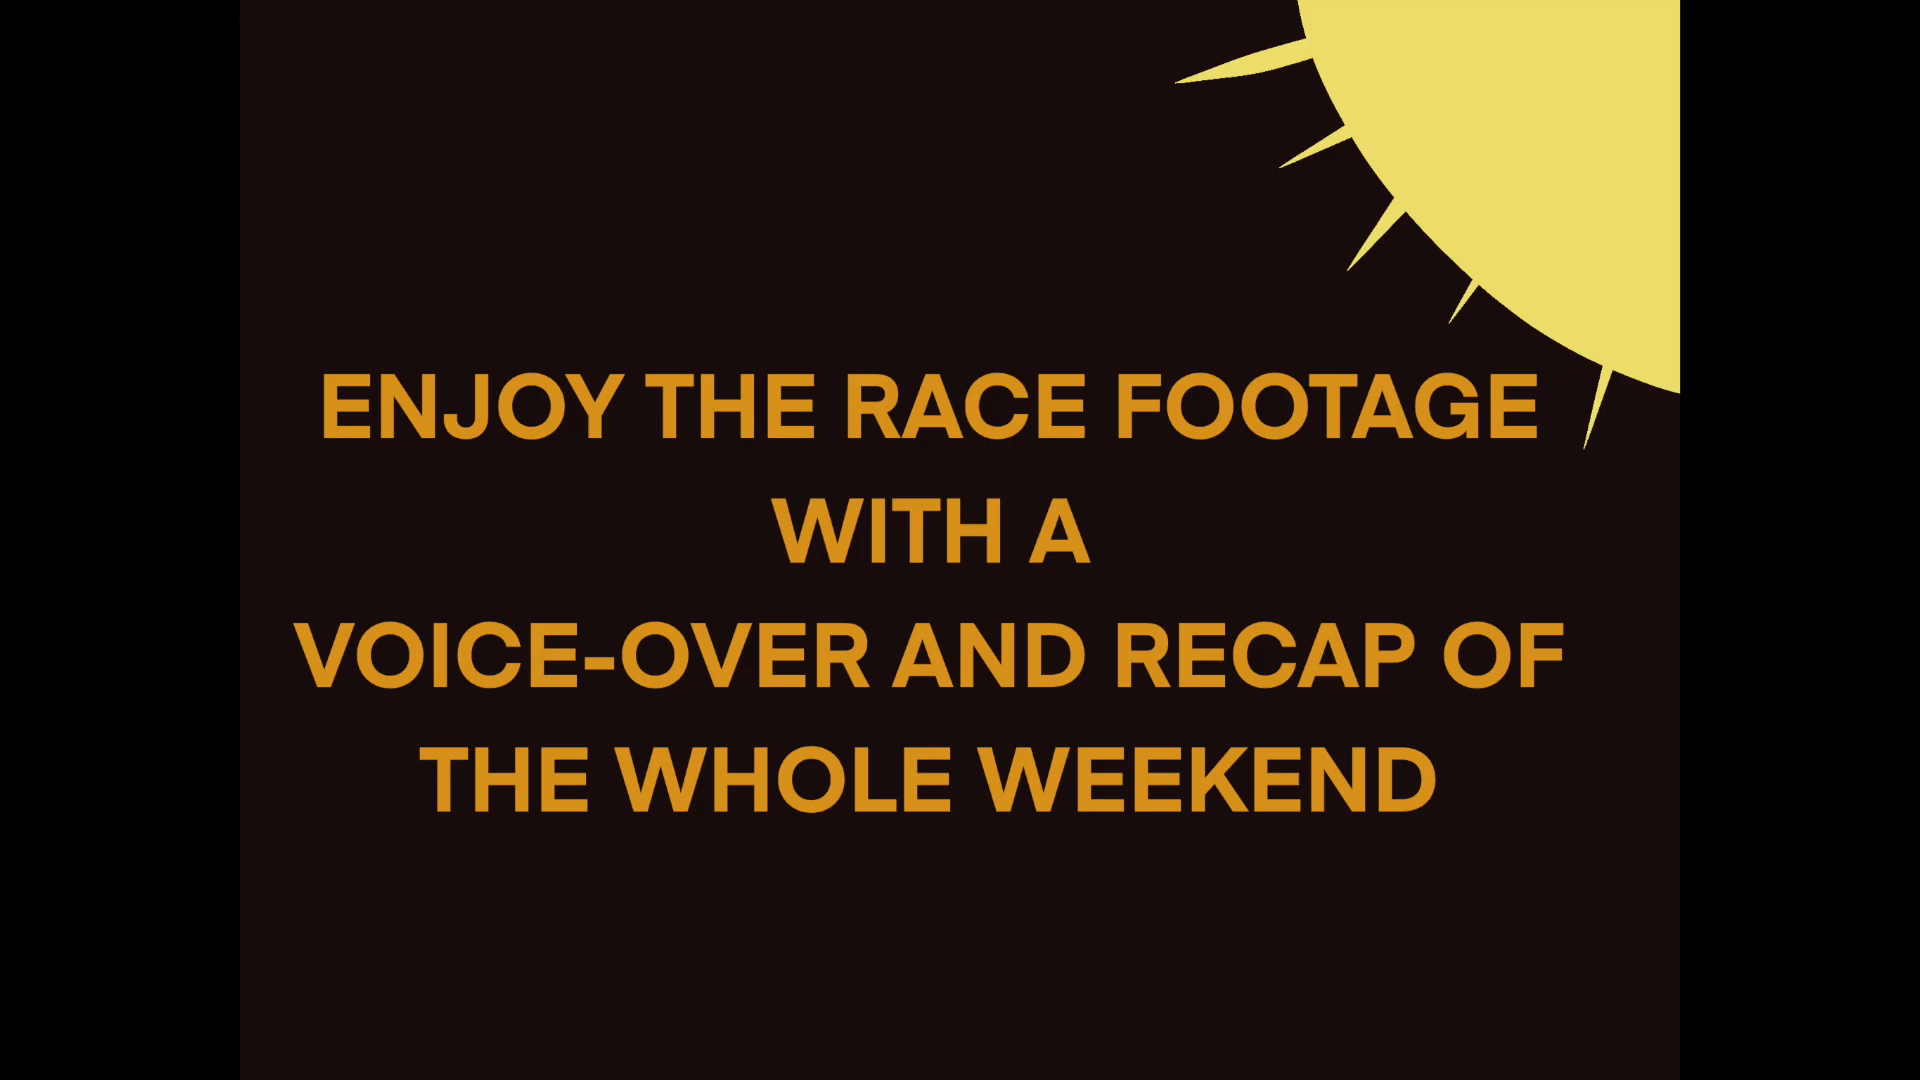 ENJOY THE RACE FOOTAGE
WITH A
VOICE-OVER AND RECAP OF
THE WHOLE WEEKEND